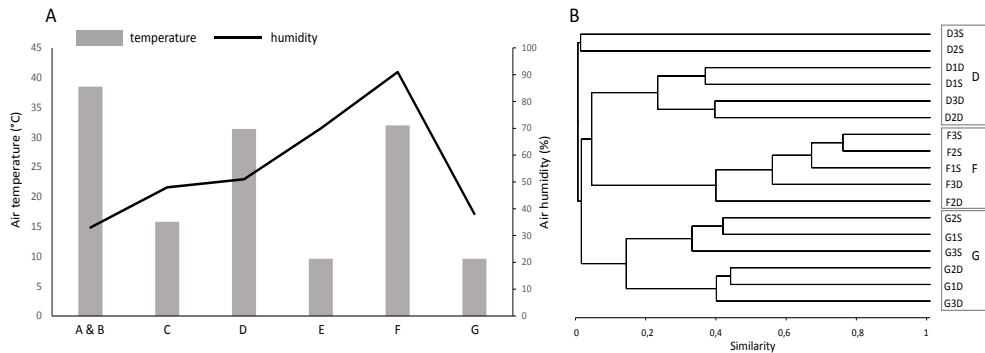 A
temperature humidity
Air temperature (°C)
45
40
35
30
25
20
15
10
5
0
A & B C D E F G
100
90
80
70
60
50
40
30
20
10
0
Air humidity (%)
B
D3S
D2S
D1D
D1S
D3D
D2D
D
F3S
F2S
F1S
F3D
F2D
F
G2S
G1S
G3S
G2D
G1D
G3D
G
0 0,2 0,4 0,6 0,8 1
Similarity